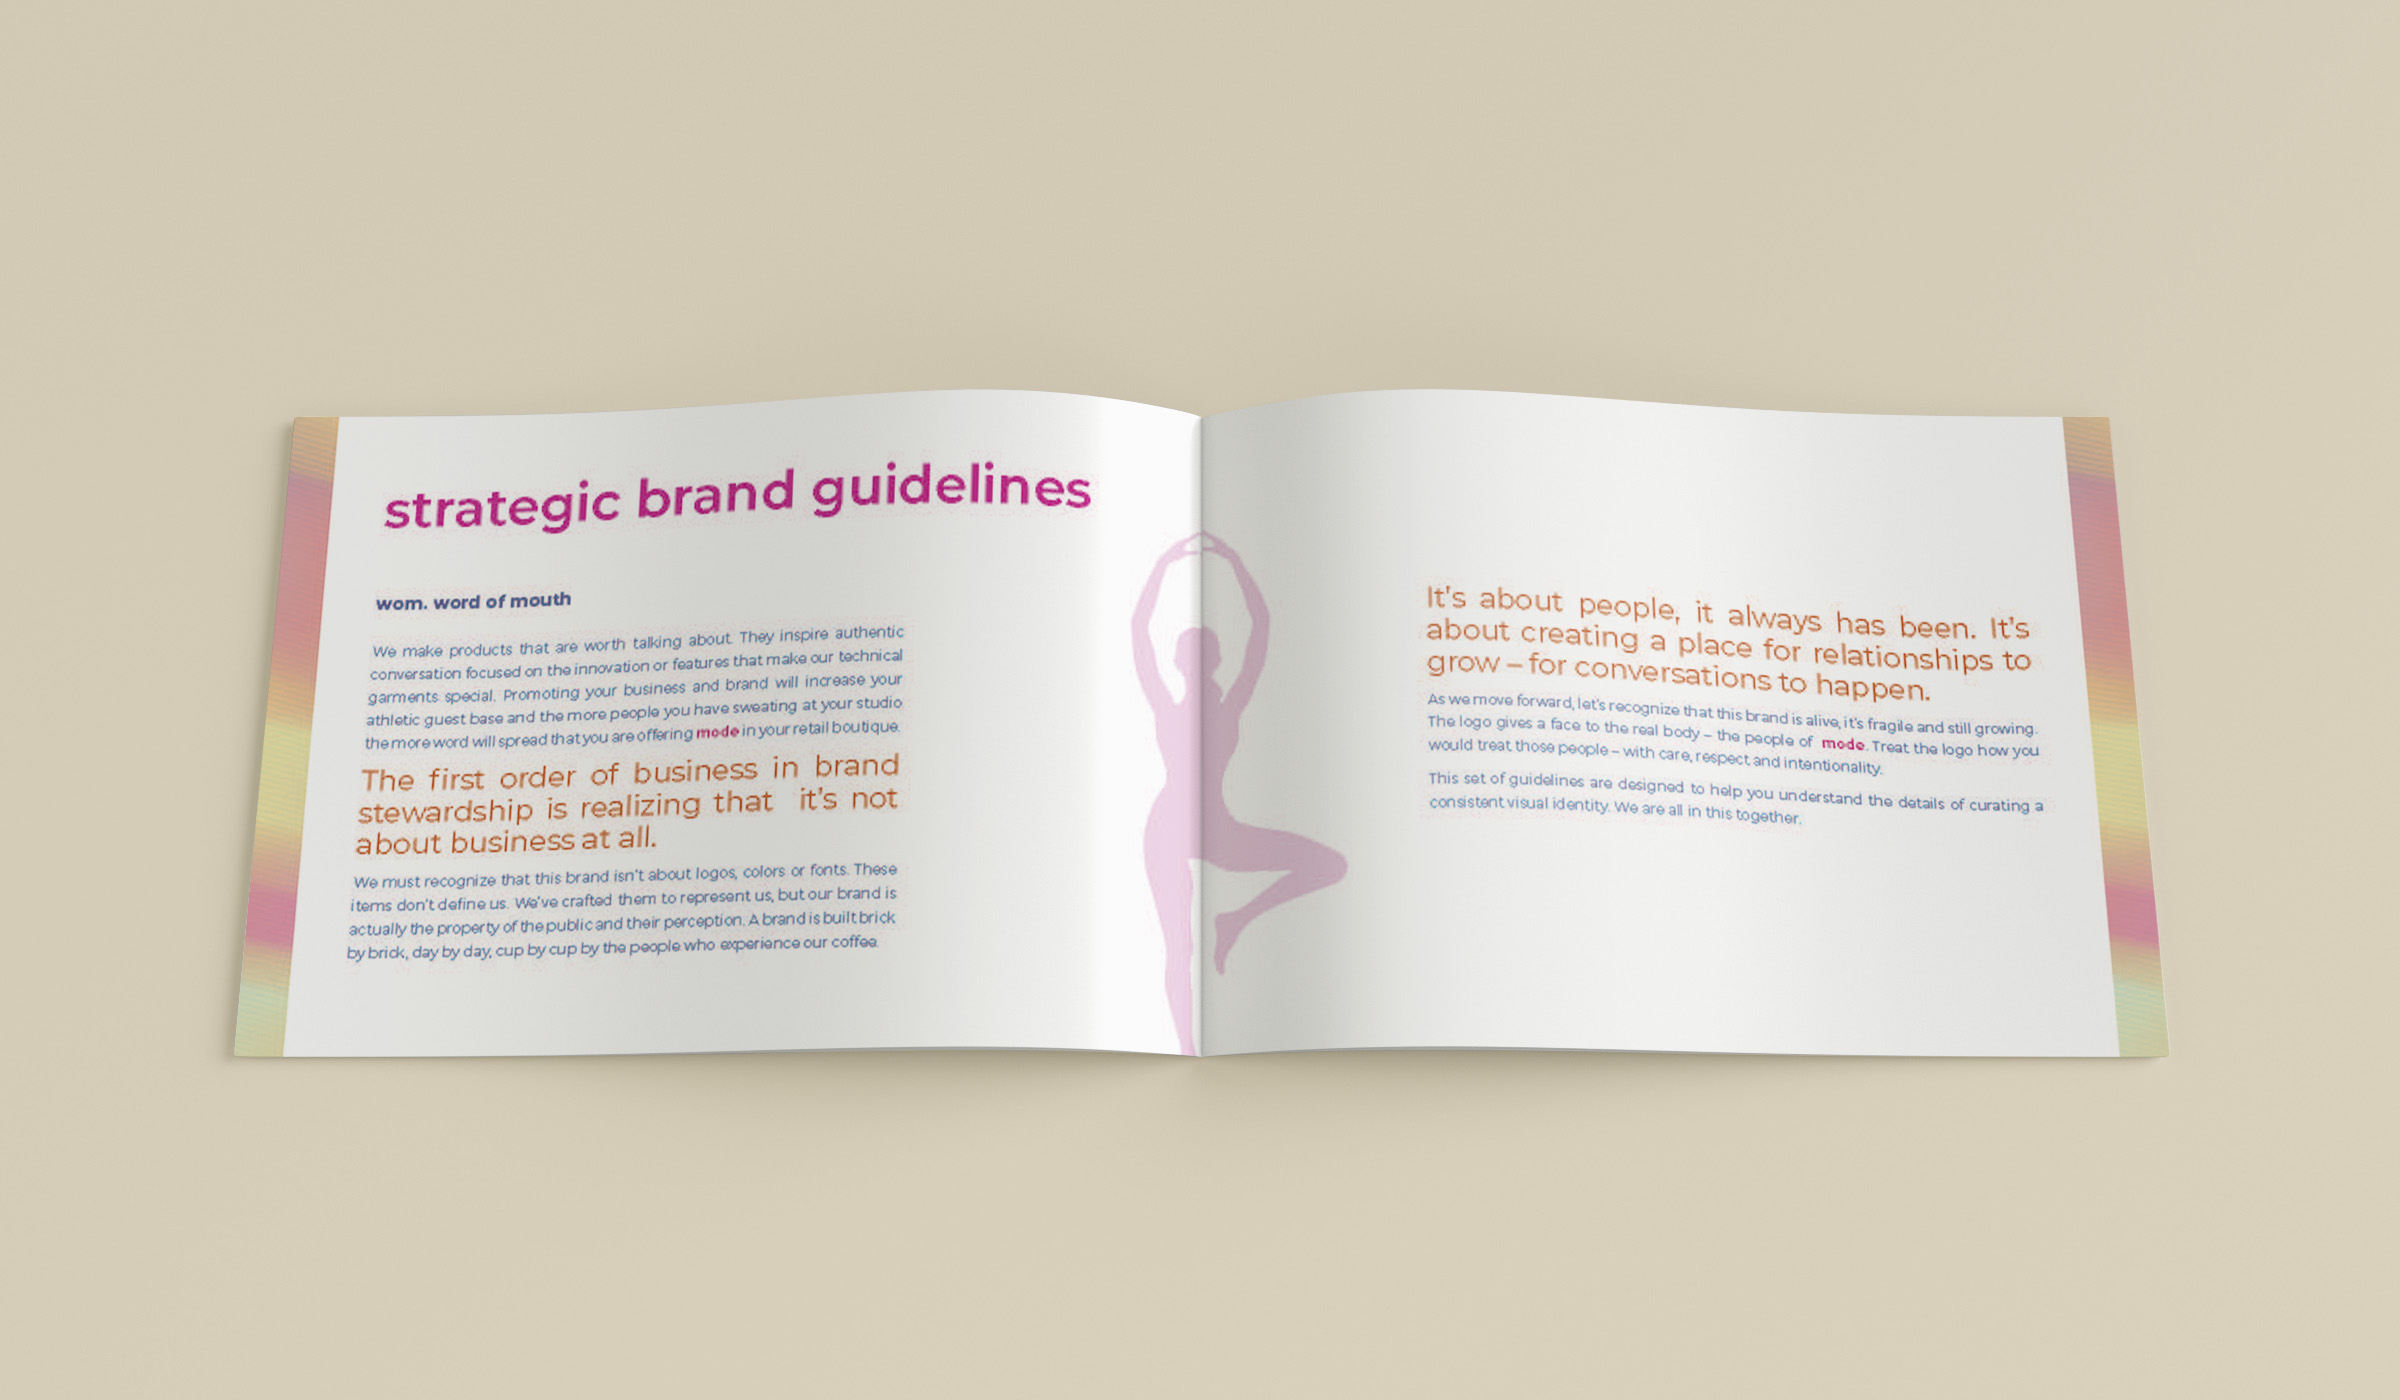 strategic brand guidelines
wom. word of mouth
We make products that are worth talking about. They inspire authentic
conversation focused on the innovation or features that make our technical
garments special. Promoting your business and brand will increase your
athletic guest base and the more people you have sweating at your studio
the more word will spread that you are offering mode in your retail boutique.
The first order of business in brand
stewardship is realizing that it's not
about business at all.
We must recognize that this brand isn't about logos, colors or fonts. These
items don't define us. We've crafted them to represent us, but our brand is
actually the property of the public and their perception. A brand is built brick
by brick, day by day, cup by cup by the people who experience our coffee.
It's about people, it always has been. It's
about creating a place for relationships to
grow – for conversations to happen.
As we move forward, let's recognize that this brand is alive, it's fragile and still growing.
The logo gives a face to the real body – the people of mode. Treat the logo how you
would treat those people – with care, respect and intentionality.
This set of guidelines are designed to help you understand the details of curating a
consistent visual identity. We are all in this together.